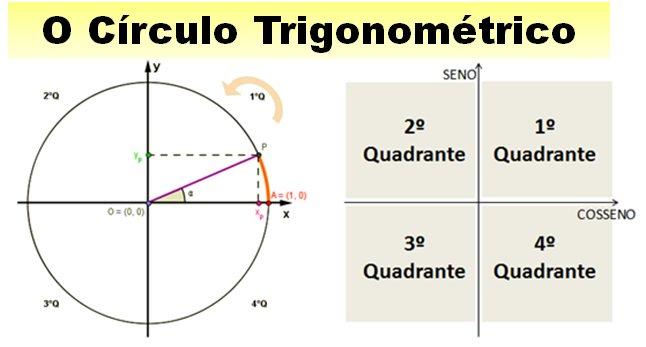 O Círculo Trigonométrico
y
2ºQ
1ºQ
P
yp
α
A = (1, 0)
O = (0, 0)
xp
x
3ºQ
4ºQ
SENO
2º
Quadrante
1º
Quadrante
COSSENO
3º
Quadrante
4º
Quadrante